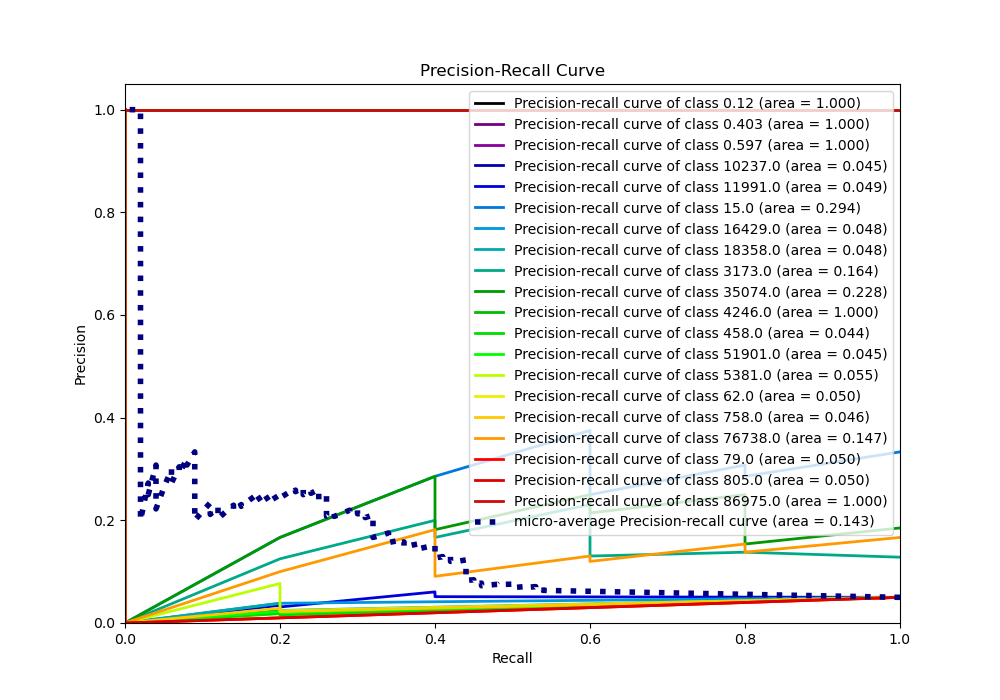 Precision-Recall Curve
1.0
0.8
0.6
0.4
0.2
0.0
Precision
0.0
0.2
0.4
0.6
0.8
1.0
Recall
Precision-recall curve of class 0.12 (area = 1.000)
Precision-recall curve of class 0.403 (area = 1.000)
Precision-recall curve of class 0.597 (area = 1.000)
Precision-recall curve of class 10237.0 (area = 0.045)
Precision-recall curve of class 11991.0 (area = 0.049)
Precision-recall curve of class 15.0 (area = 0.294)
Precision-recall curve of class 16429.0 (area = 0.048)
Precision-recall curve of class 18358.0 (area = 0.048)
Precision-recall curve of class 3173.0 (area = 0.164)
Precision-recall curve of class 35074.0 (area = 0.228)
Precision-recall curve of class 4246.0 (area = 1.000)
Precision-recall curve of class 458.0 (area = 0.044)
Precision-recall curve of class 51901.0 (area = 0.045)
Precision-recall curve of class 5381.0 (area = 0.055)
Precision-recall curve of class 62.0 (area = 0.050)
Precision-recall curve of class 758.0 (area = 0.046)
Precision-recall curve of class 76738.0 (area = 0.147)
Precision-recall curve of class 79.0 (area = 0.050)
Precision-recall curve of class 805.0 (area = 0.050)
Precision-recall curve of class 86975.0 (area = 1.000)
micro-average Precision-recall curve (area = 0.143)